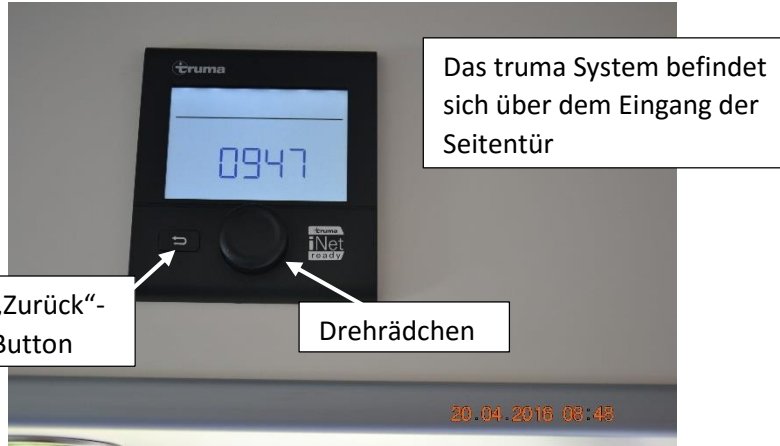 truma
0947
truma
iNet
ready
Das truma System befindet
sich über dem Eingang der
Seitentür
„Zurück“-
Button
Drehrädchen
20.04.2016 08:48